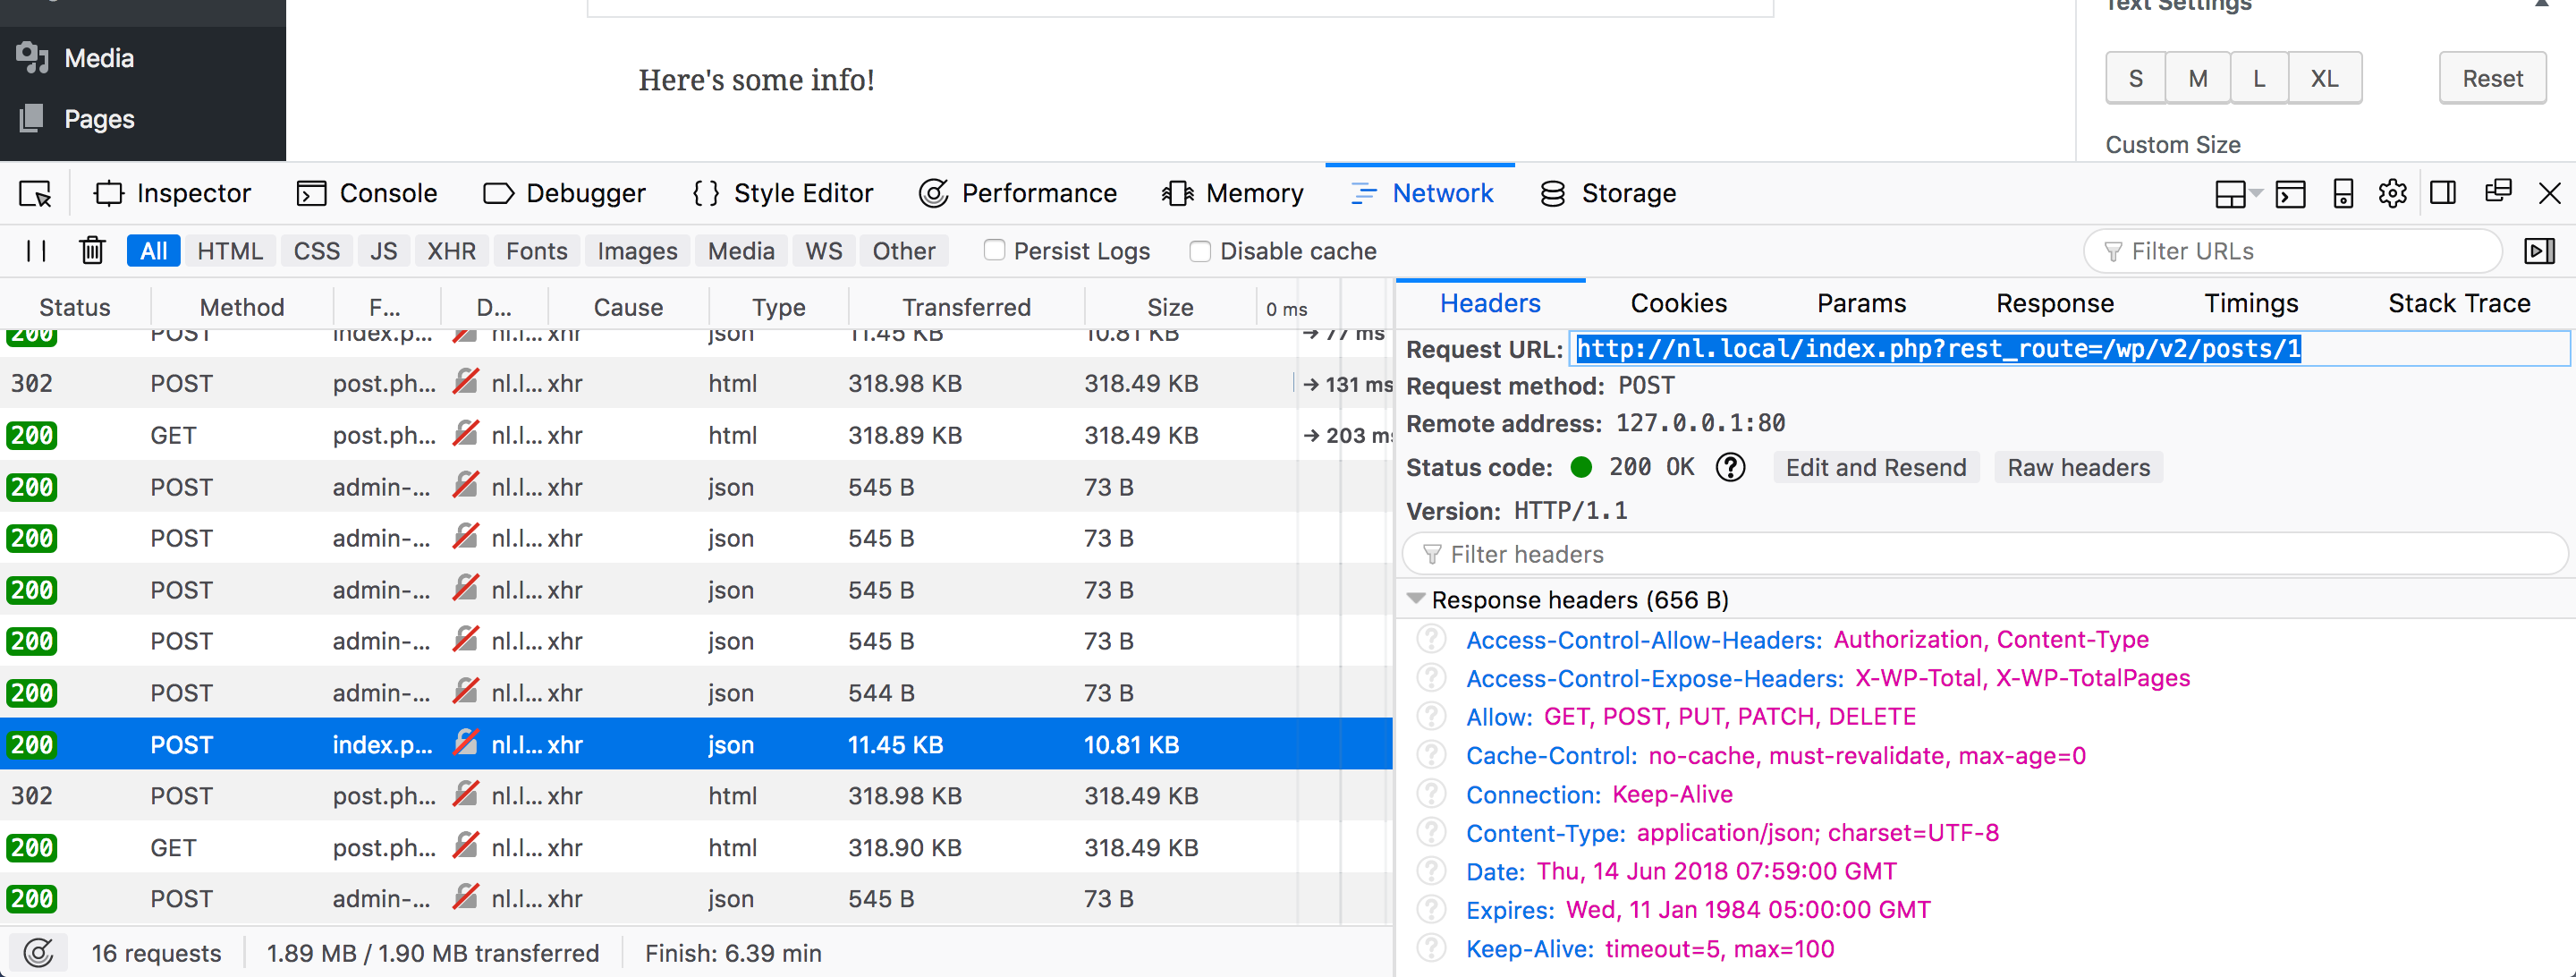 Text Settings
Media
Here's some info!
S M L XL Reset
Pages
Custom Size
Inspector Console Debugger Style Editor Performance Memory Network Storage
All HTML CSS JS XHR Fonts Images Media WS Other Persist Logs Disable cache Filter URLs
Status Method F... D... Cause Type Transferred Size 0 ms
200 POST index.p... nl.l... xhr json 11.45 KB 10.81 KB → 77 ms
302 POST post.ph... nl.l... xhr html 318.98 KB 318.49 KB → 131 ms
200 GET post.ph... nl.l... xhr html 318.89 KB 318.49 KB → 203 ms
200 POST admin-... nl.l... xhr json 545 B 73 B
200 POST admin-... nl.l... xhr json 545 B 73 B
200 POST admin-... nl.l... xhr json 545 B 73 B
200 POST admin-... nl.l... xhr json 545 B 73 B
200 POST admin-... nl.l... xhr json 544 B 73 B
200 POST index.p... nl.l... xhr json 11.45 KB 10.81 KB
302 POST post.ph... nl.l... xhr html 318.98 KB 318.49 KB
200 GET post.ph... nl.l... xhr html 318.90 KB 318.49 KB
200 POST admin-... nl.l... xhr json 545 B 73 B
16 requests 1.89 MB / 1.90 MB transferred Finish: 6.39 min
Headers Cookies Params Response Timings Stack Trace
Request URL: http://nl.local/index.php?rest_route=/wp/v2/posts/1
Request method: POST
Remote address: 127.0.0.1:80
Status code: 200 OK ? Edit and Resend Raw headers
Version: HTTP/1.1
Filter headers
Response headers (656 B)
? Access-Control-Allow-Headers: Authorization, Content-Type
? Access-Control-Expose-Headers: X-WP-Total, X-WP-TotalPages
? Allow: GET, POST, PUT, PATCH, DELETE
? Cache-Control: no-cache, must-revalidate, max-age=0
? Connection: Keep-Alive
? Content-Type: application/json; charset=UTF-8
? Date: Thu, 14 Jun 2018 07:59:00 GMT
? Expires: Wed, 11 Jan 1984 05:00:00 GMT
? Keep-Alive: timeout=5, max=100